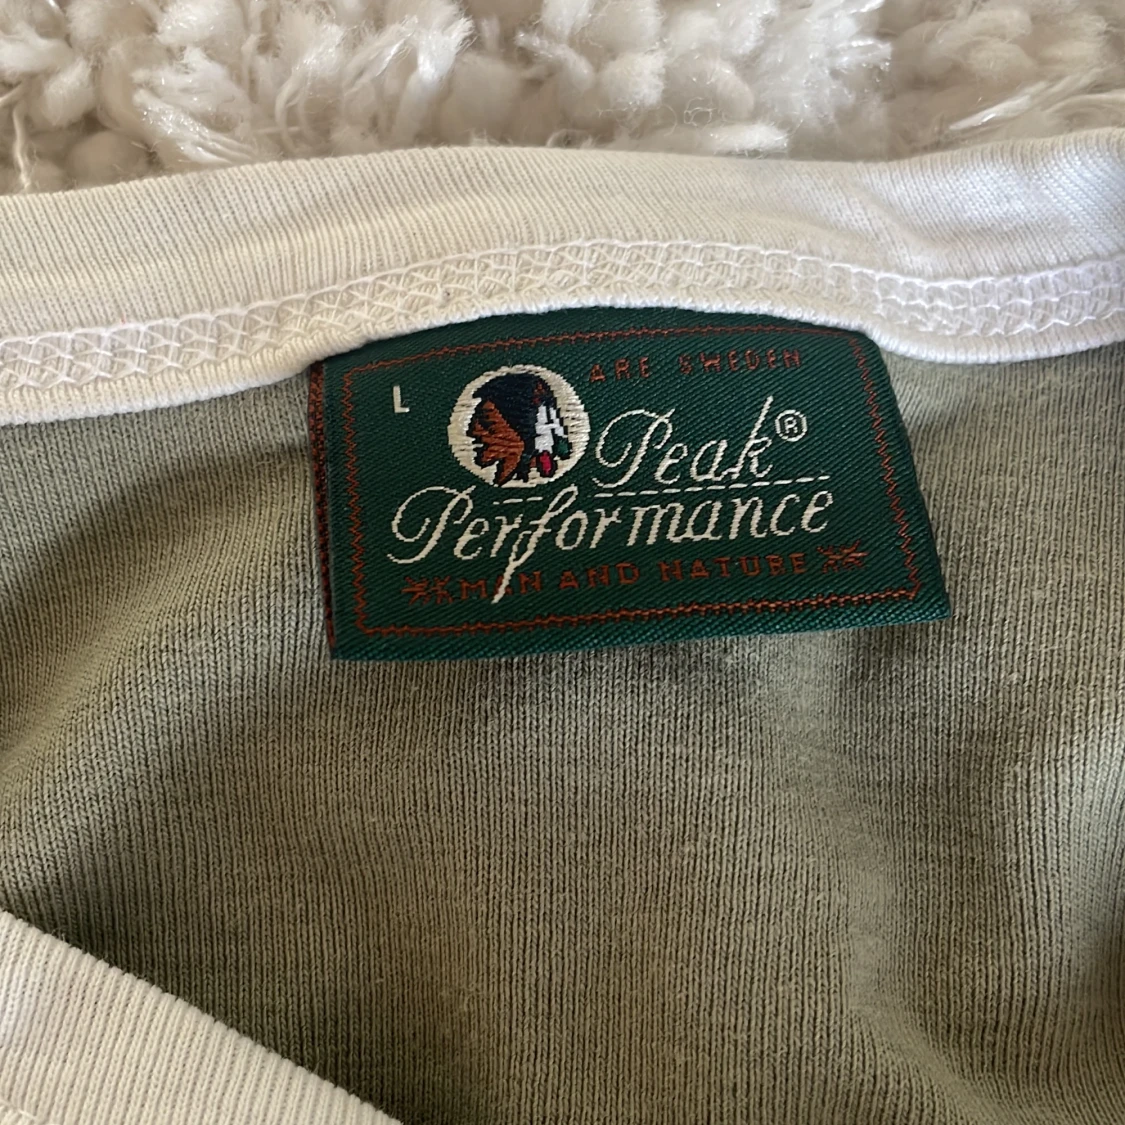 L
ARE SWEDEN
Peak®
Performance
MAN AND NATURE